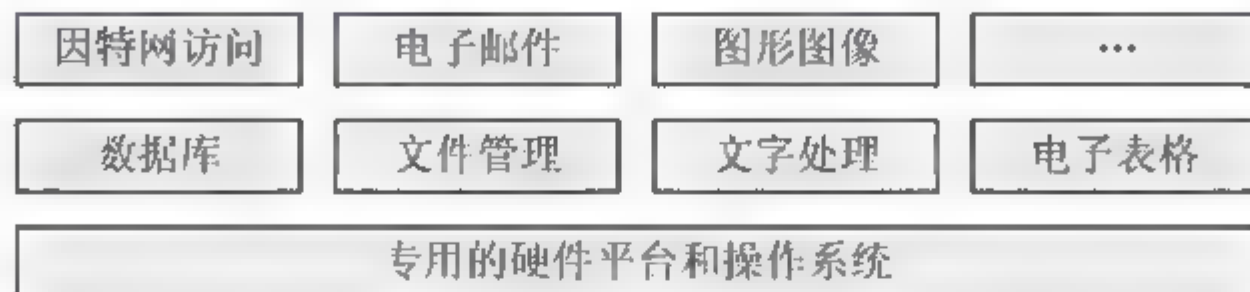 因特网访问 电子邮件 图形图像 …
数据库 文件管理 文字处理 电子表格
专用的硬件平台和操作系统